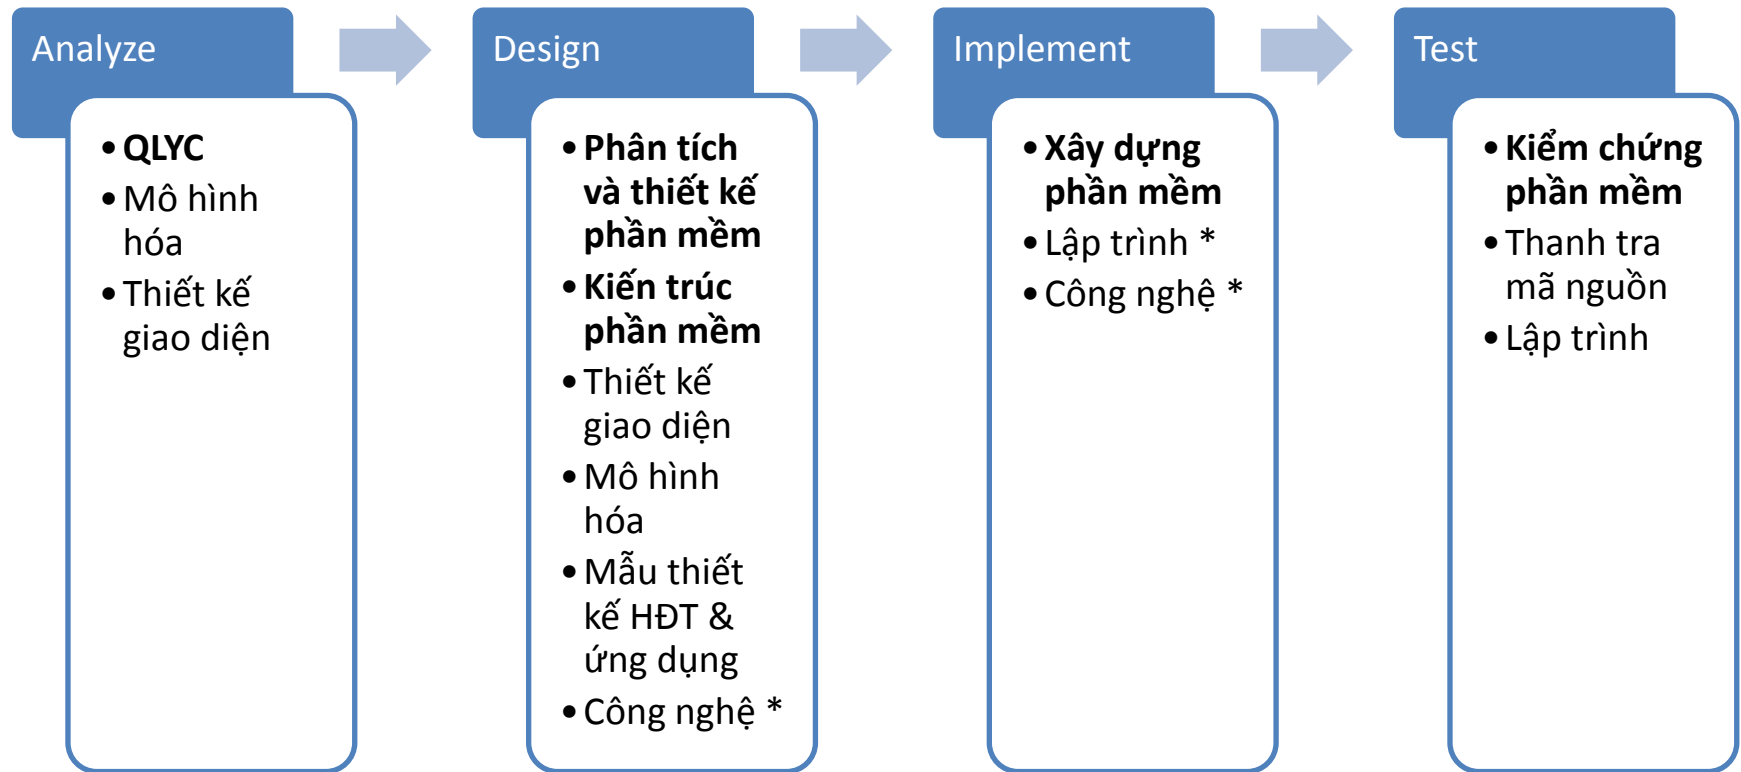 Analyze
•QLYC
•Mô hình
hóa
•Thiết kế
giao diện
Design
•Phân tích
và thiết kế
phần mềm
•Kiến trúc
phần mềm
•Thiết kế
giao diện
•Mô hình
hóa
•Mẫu thiết
kế HĐT &
ứng dụng
•Công nghệ *
Implement
•Xây dựng
phần mềm
•Lập trình *
•Công nghệ *
Test
•Kiểm chứng
phần mềm
•Thanh tra
mã nguồn
•Lập trình